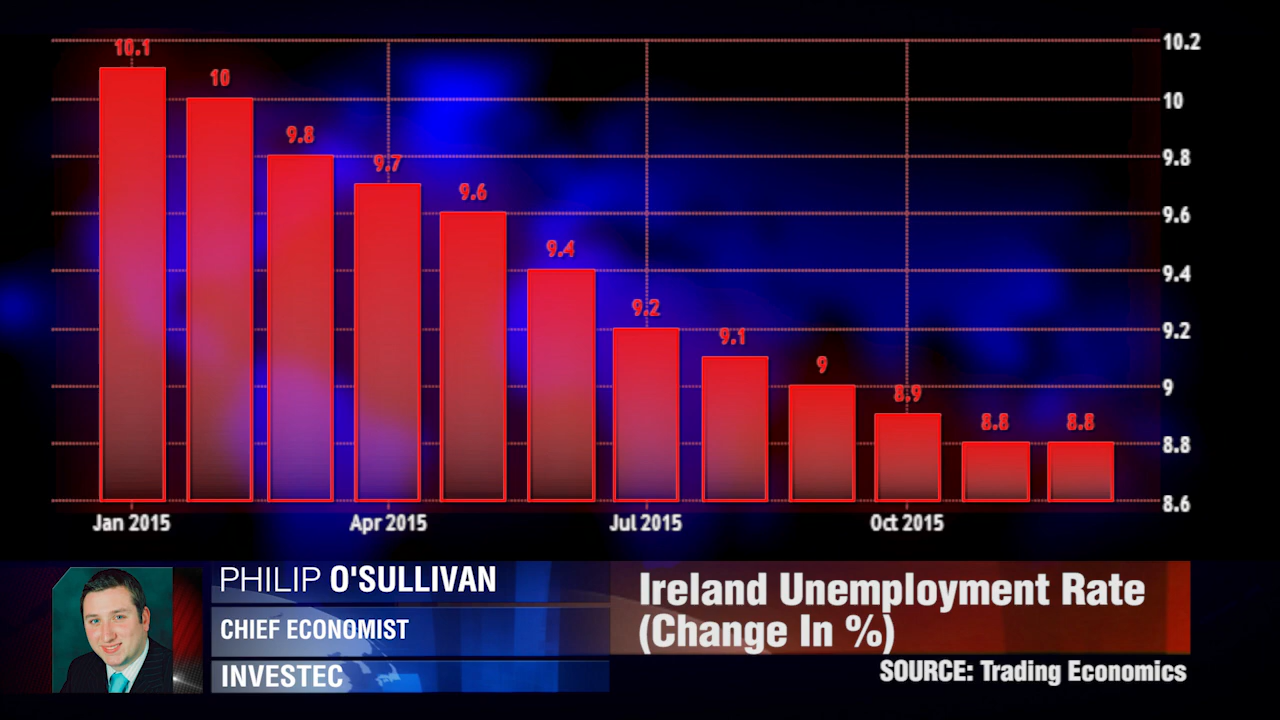 10.1
10
9.8
9.7
9.6
9.4
9.2
9.1
9
8.9
8.8
8.8
10.2
10
9.8
9.6
9.4
9.2
9
8.8
8.6
Jan 2015
Apr 2015
Jul 2015
Oct 2015
PHILIP O'SULLIVAN
CHIEF ECONOMIST
INVESTEC
Ireland Unemployment Rate
(Change In %)
SOURCE: Trading Economics